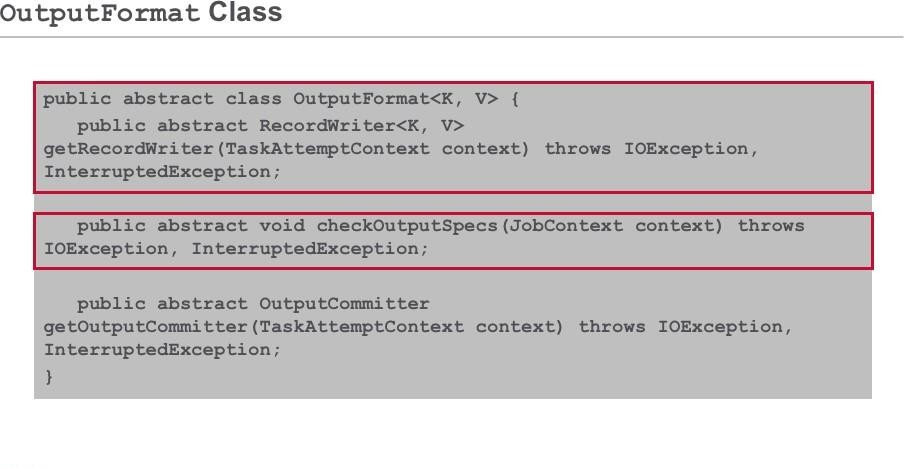 OutputFormat Class
public abstract class OutputFormat<K, V> {
public abstract RecordWriter<K, V>
getRecordWriter(TaskAttemptContext context) throws IOException,
InterruptedException;
public abstract void checkOutputSpecs(JobContext context) throws
IOException, InterruptedException;
public abstract OutputCommitter
getOutputCommitter(TaskAttemptContext context) throws IOException,
InterruptedException;
}